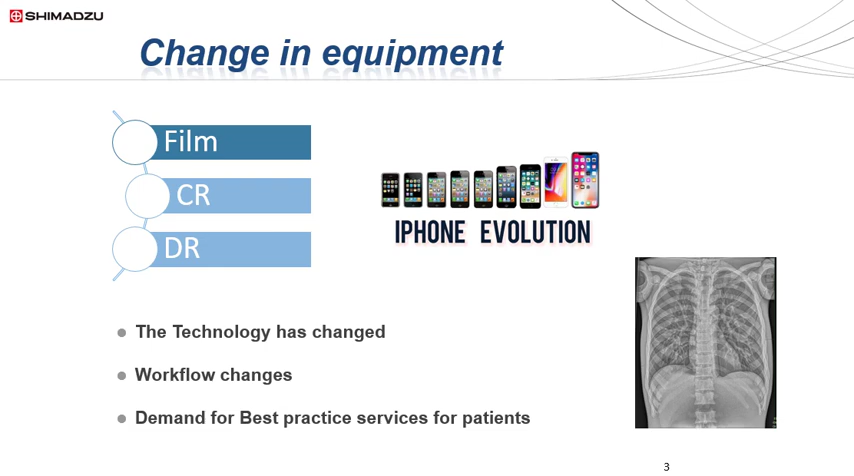 SHIMADZU
Change in equipment
Film
CR
DR
IPHONE EVOLUTION
The Technology has changed
Workflow changes
Demand for Best practice services for patients
3